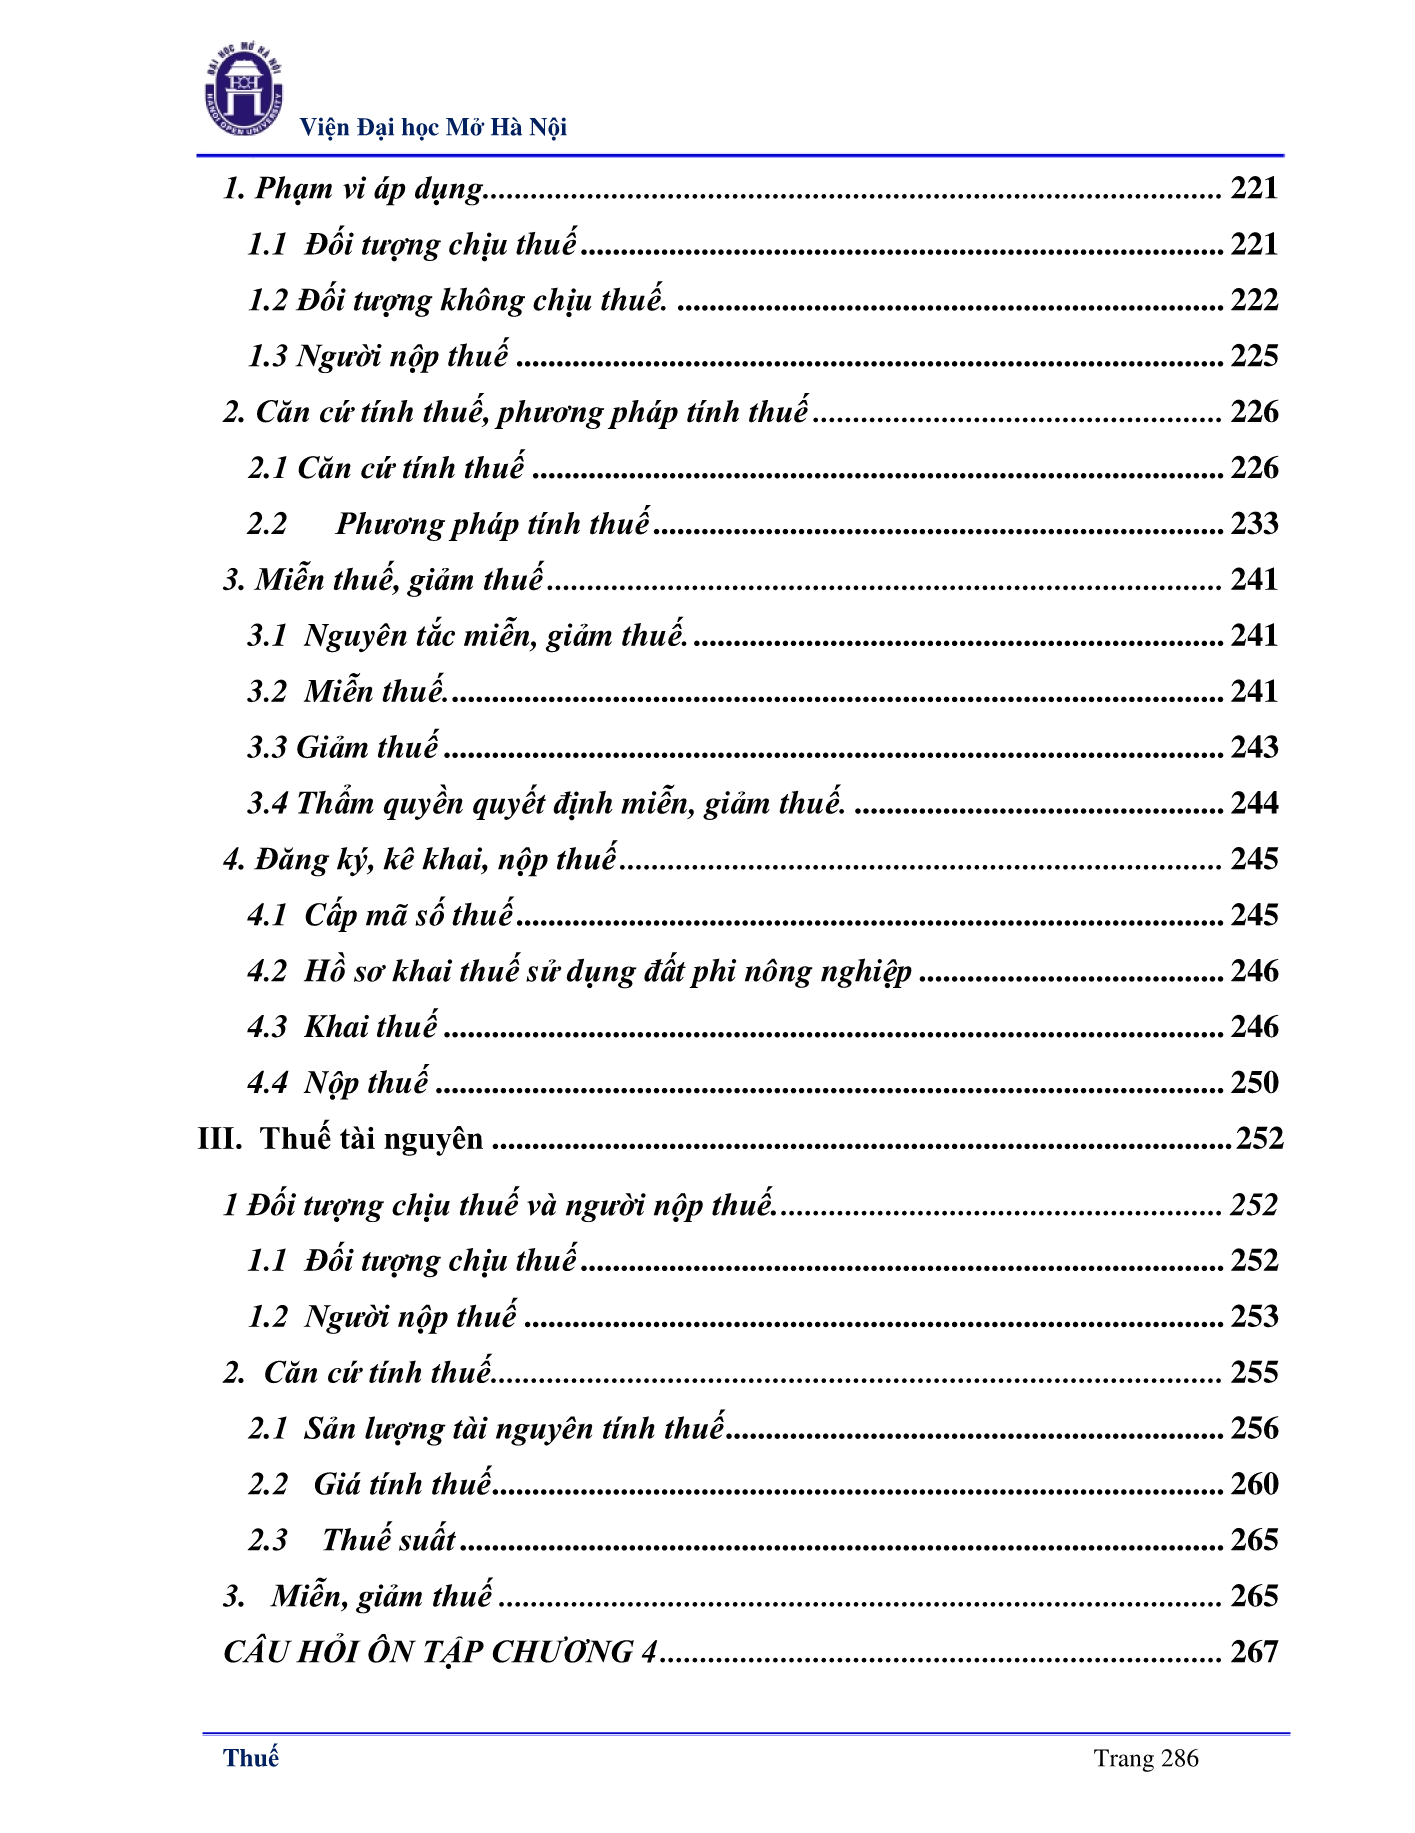 ĐẠI HỌC MỞ HÀ NỘI
HANOI OPEN UNIVERSITY
Viện Đại học Mở Hà Nội
1. Phạm vi áp dụng........................................ 221
1.1 Đối tượng chịu thuế........................................ 221
1.2 Đối tượng không chịu thuế. ........................................ 222
1.3 Người nộp thuế ........................................ 225
2. Căn cứ tính thuế, phương pháp tính thuế........................................ 226
2.1 Căn cứ tính thuế ........................................ 226
2.2 Phương pháp tính thuế........................................ 233
3. Miễn thuế, giảm thuế........................................ 241
3.1 Nguyên tắc miễn, giảm thuế. ........................................ 241
3.2 Miễn thuế. ........................................ 241
3.3 Giảm thuế ........................................ 243
3.4 Thẩm quyền quyết định miễn, giảm thuế. ........................................ 244
4. Đăng ký, kê khai, nộp thuế........................................ 245
4.1 Cấp mã số thuế........................................ 245
4.2 Hồ sơ khai thuế sử dụng đất phi nông nghiệp ........................................ 246
4.3 Khai thuế ........................................ 246
4.4 Nộp thuế ........................................ 250
III. Thuế tài nguyên ........................................ 252
1 Đối tượng chịu thuế và người nộp thuế. ........................................ 252
1.1 Đối tượng chịu thuế........................................ 252
1.2 Người nộp thuế ........................................ 253
2. Căn cứ tính thuế........................................ 255
2.1 Sản lượng tài nguyên tính thuế........................................ 256
2.2 Giá tính thuế........................................ 260
2.3 Thuế suất........................................ 265
3. Miễn, giảm thuế ........................................ 265
CÂU HỎI ÔN TẬP CHƯƠNG 4........................................ 267
Thuế Trang 286